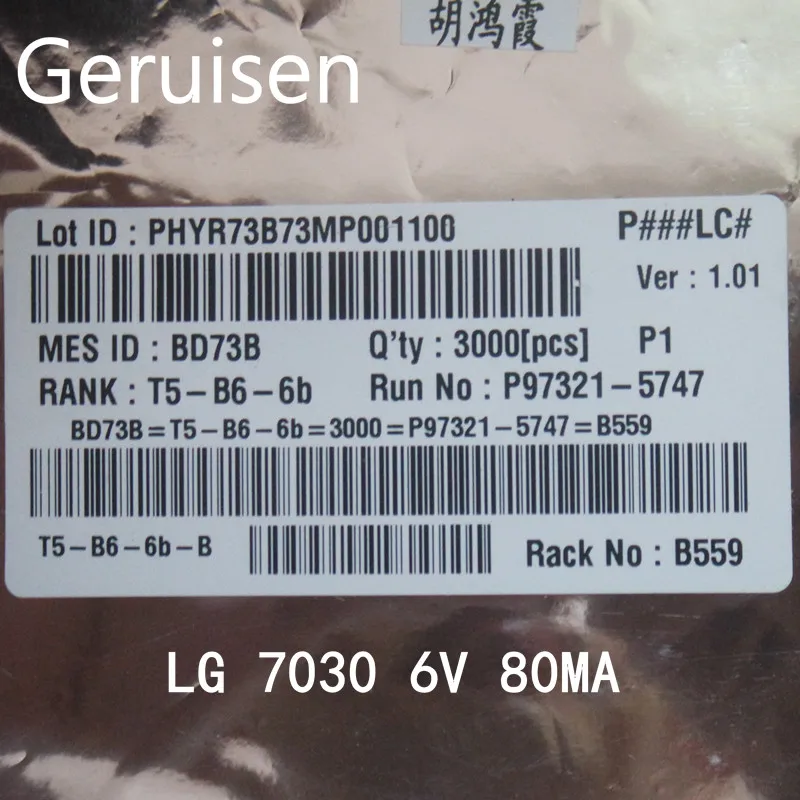 胡鸿霞
Geruisen
Lot ID : PHYR73B73MP001100
P###LC#
Ver : 1.01
MES ID : BD73B Q'ty : 3000[pcs] P1
RANK : T5-B6-6b Run No : P97321-5747
BD73B=T5-B6-6b=3000=P97321-5747=B559
T5-B6-6b-B
Rack No : B559
LG 7030 6V 80MA